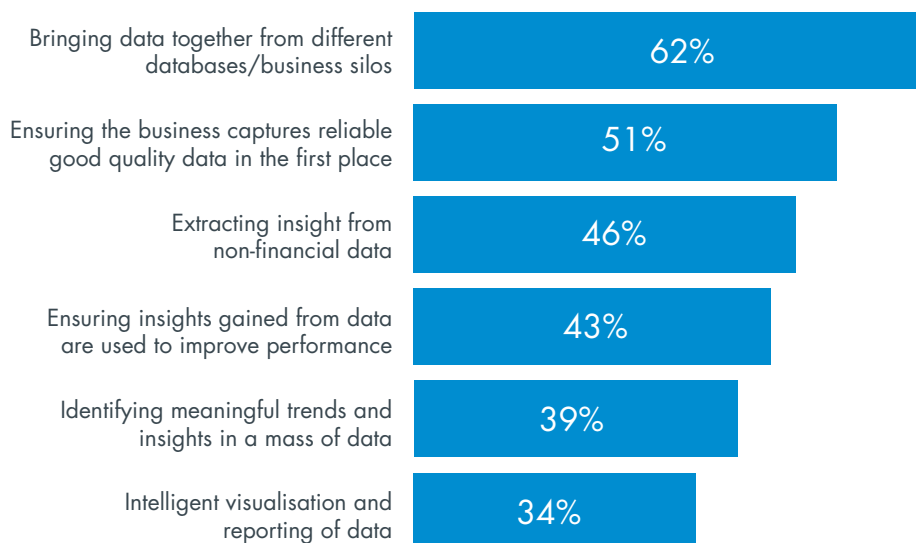 Bringing data together from different
databases/business silos
62%
Ensuring the business captures reliable
good quality data in the first place
51%
Extracting insight from
non-financial data
46%
Ensuring insights gained from data
are used to improve performance
43%
Identifying meaningful trends and
insights in a mass of data
39%
Intelligent visualisation and
reporting of data
34%